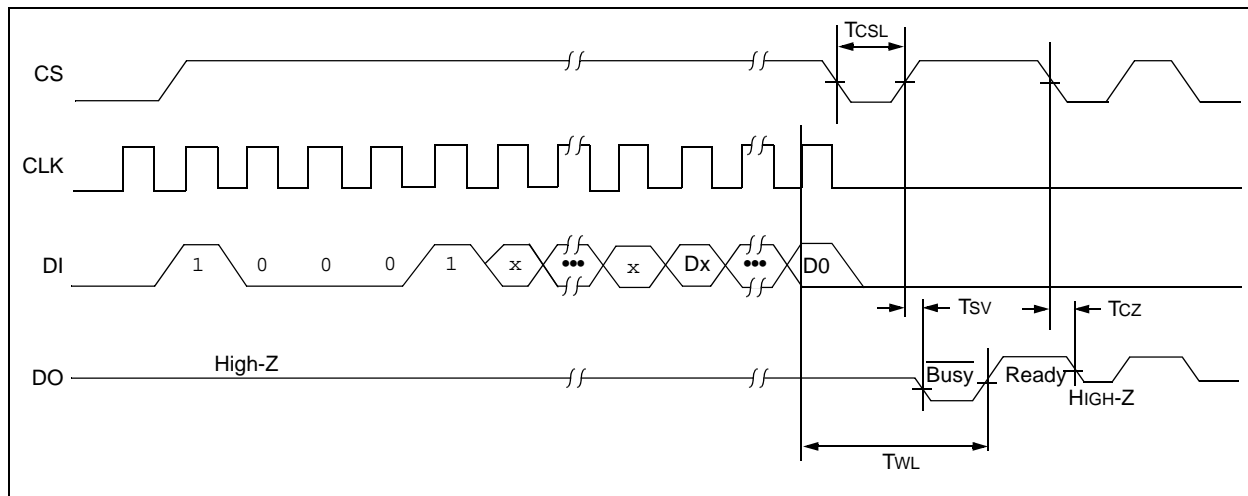 TCSL
CS
CLK
DI 1 0 0 0 1 x ••• x Dx ••• D0
TSV TCZ
High-Z
DO Busy Ready
HIGH-Z
TWL